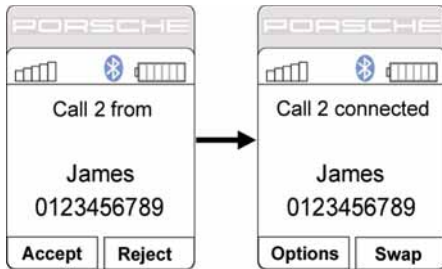 PORSCHE
Call 2 from
James
0123456789
Accept Reject
PORSCHE
Call 2 connected
James
0123456789
Options Swap